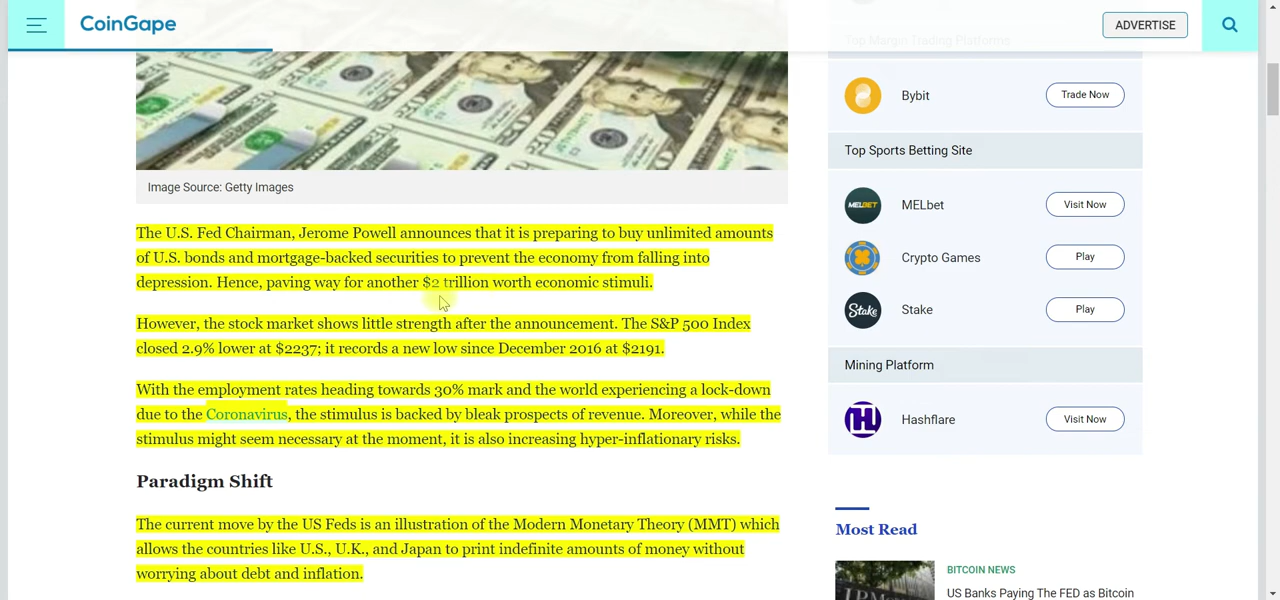 CoinGape
ADVERTISE
Top Margin Trading Platforms
Image Source: Getty Images
The U.S. Fed Chairman, Jerome Powell announces that it is preparing to buy unlimited amounts
of U.S. bonds and mortgage-backed securities to prevent the economy from falling into
depression. Hence, paving way for another $2 trillion worth economic stimuli.
However, the stock market shows little strength after the announcement. The S&P 500 Index
closed 2.9% lower at $2237; it records a new low since December 2016 at $2191.
With the employment rates heading towards 30% mark and the world experiencing a lock-down
due to the Coronavirus, the stimulus is backed by bleak prospects of revenue. Moreover, while the
stimulus might seem necessary at the moment, it is also increasing hyper-inflationary risks.
Paradigm Shift
The current move by the US Feds is an illustration of the Modern Monetary Theory (MMT) which
allows the countries like U.S., U.K., and Japan to print indefinite amounts of money without
worrying about debt and inflation.
Bybit
Trade Now
Top Sports Betting Site
MELBET
MELbet
Visit Now
Crypto Games
Play
Stake
Stake
Play
Mining Platform
Hashflare
Visit Now
Most Read
BITCOIN NEWS
US Banks Paying The FED as Bitcoin